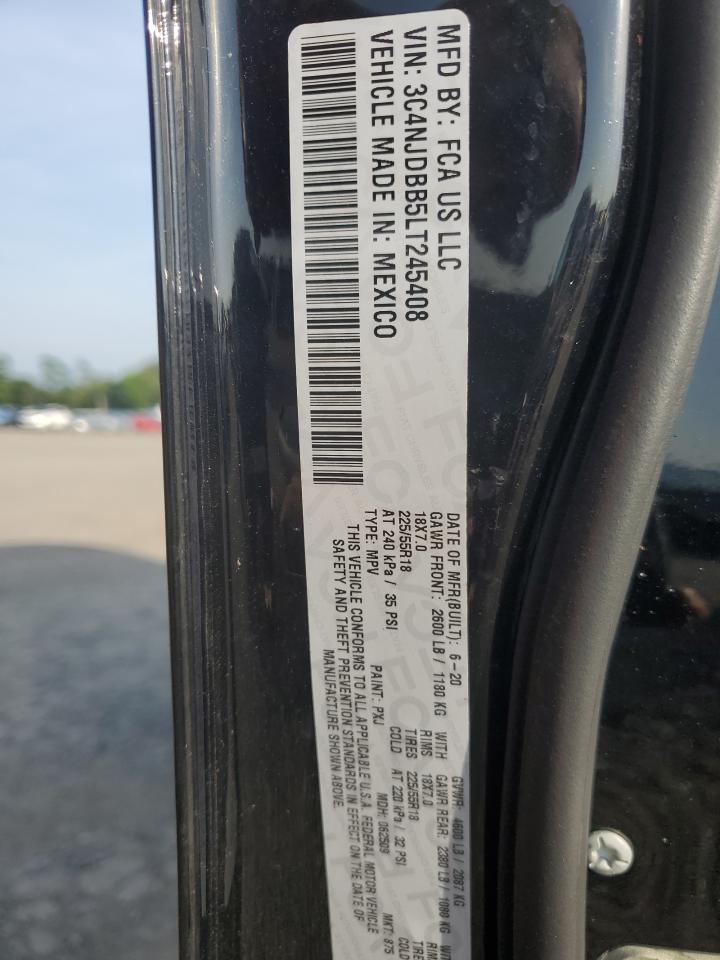 MFD BY: FCA US LLC
VIN: 3C4NJDBB5LT245408
VEHICLE MADE IN: MEXICO
DATE OF MFR(BUILT): 6-20 GVWR: 4600 LB / 2087 KG
GAWR FRONT: 2600 LB / 1180 KG WITH GAWR REAR: 2380 LB / 1080 KG
18X7.0 RIMS 18X7.0
225/55R18 TIRES 225/55R18
AT 240 kPa / 35 PSI COLD AT 220 kPa / 32 PSI
TYPE: MPV PAINT: PXJ MDH: 062509 MKT: 875
THIS VEHICLE CONFORMS TO ALL APPLICABLE U.S.A. FEDERAL MOTOR VEHICLE
SAFETY AND THEFT PREVENTION STANDARDS IN EFFECT ON THE DATE OF
MANUFACTURE SHOWN ABOVE.